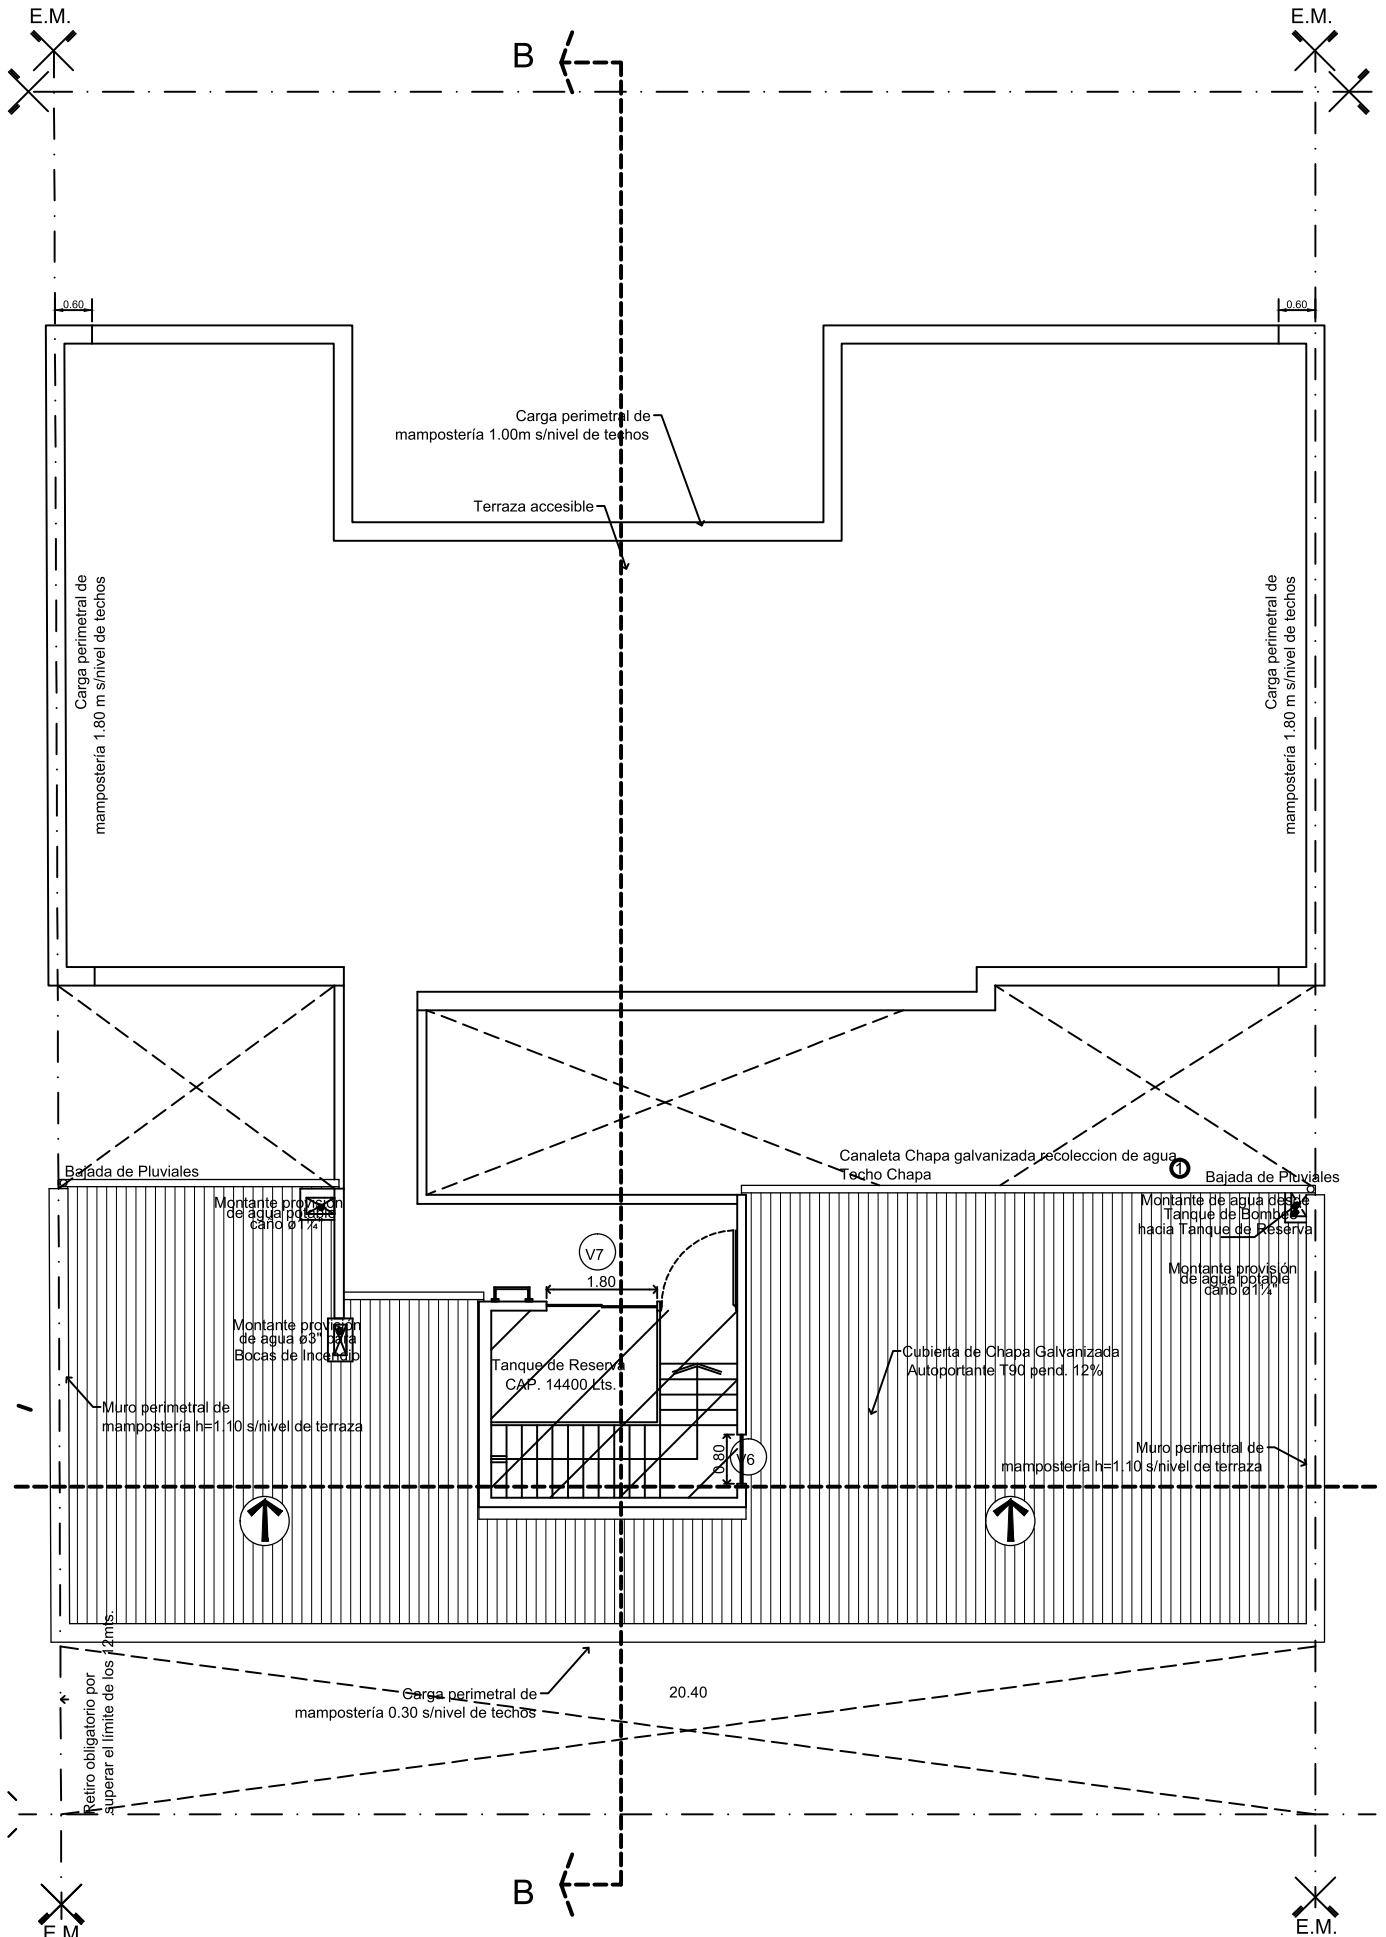 E.M.
E.M.
B
0.60
0.60
Carga perimetral de
mampostería 1.00m s/nivel de techos
Terraza accesible
Carga perimetral de
mampostería 1.80 m s/nivel de techos
Carga perimetral de
mampostería 1.80 m s/nivel de techos
Canaleta Chapa galvanizada recoleccion de agua
Techo Chapa
1
Bajada de Pluviales
Bajada de Pluviales
Montante provisión
de agua potable
caño ø1¼"
Montante de agua desde
Tanque de Bombeo
hacia Tanque de Reserva
V7
1.80
Montante provisión
de agua potable
caño ø1¼"
Montante provisión
de agua ø3" para
Bocas de Incendio
Tanque de Reserva
CAP. 14400 Lts.
Cubierta de Chapa Galvanizada
Autoportante T90 pend. 12%
Muro perimetral de
mampostería h=1.10 s/nivel de terraza
0.80
V6
Muro perimetral de
mampostería h=1.10 s/nivel de terraza
Retiro obligatorio por
superar el límite de los 12mts.
Carga perimetral de
mampostería 0.30 s/nivel de techos
20.40
B
E.M.
E.M.